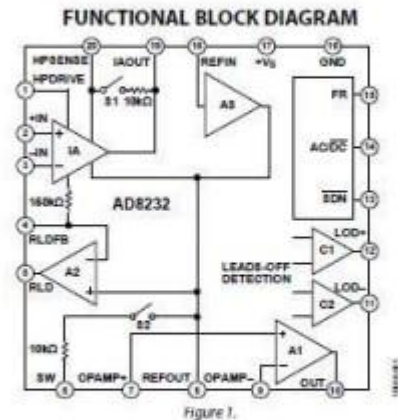 FUNCTIONAL BLOCK DIAGRAM
20 19 18 17 16
HPSENSE IAOUT REFIN +VS GND
HPDRIVE
1
S1 10kΩ
A3
FR 15
+IN
2
IA
–IN
3
AC/DC 14
150kΩ
AD8232
SDN 13
4
RLDFB
LOD+
C1
12
RLD
5
A2
LEADS-OFF
DETECTION
LOD–
C2
11
S2
10kΩ
A1
SW OPAMP+ REFOUT OPAMP– OUT
6 7 8 9 10
Figure 1.